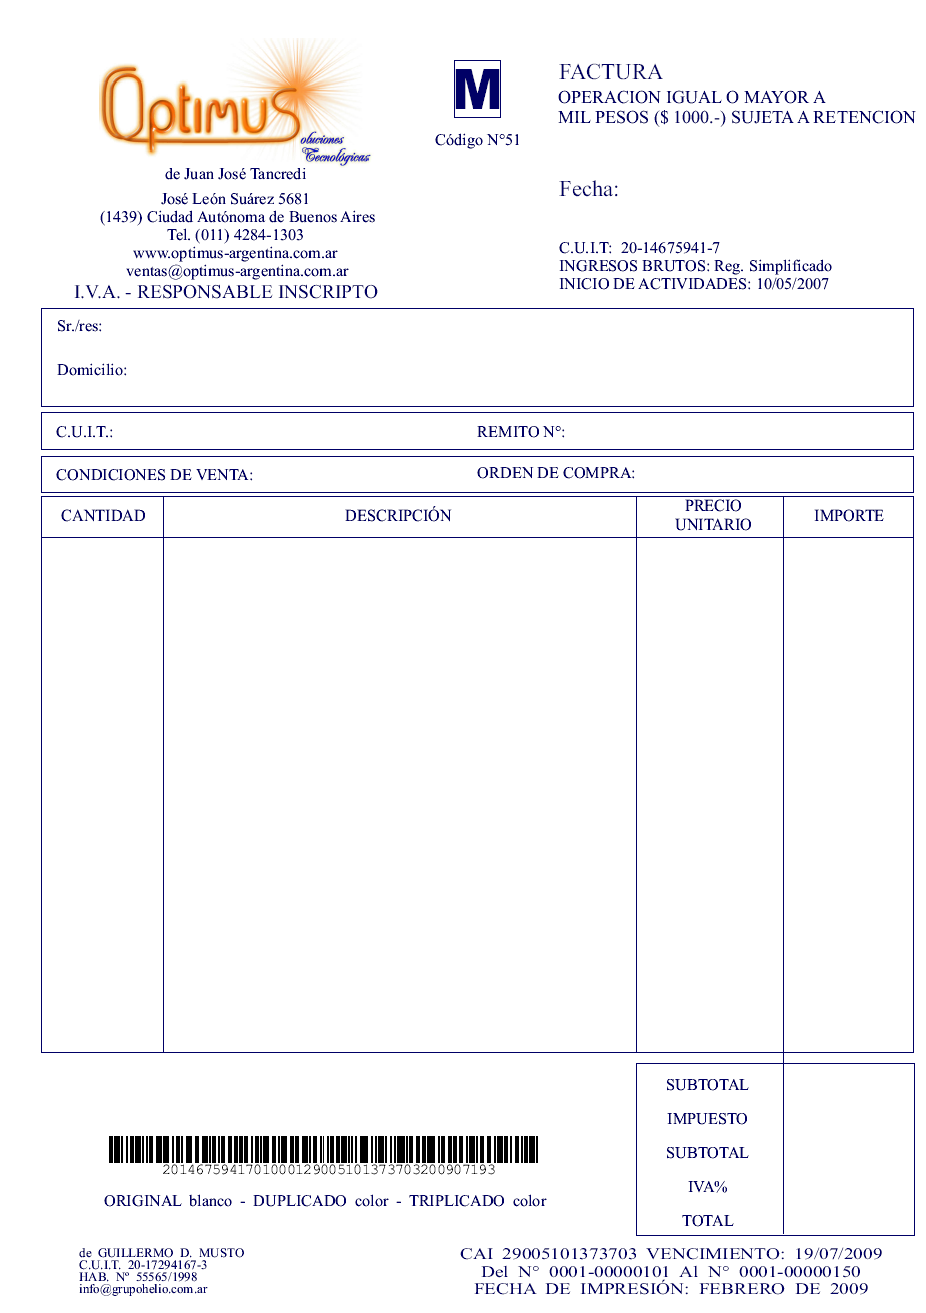 Optimus
oluciones
Tecnológicas
de Juan José Tancredi
José León Suárez 5681
(1439) Ciudad Autónoma de Buenos Aires
Tel. (011) 4284-1303
www.optimus-argentina.com.ar
ventas@optimus-argentina.com.ar
I.V.A. - RESPONSABLE INSCRIPTO
M
Código N°51
FACTURA
OPERACION IGUAL O MAYOR A
MIL PESOS ($ 1000.-) SUJETA A RETENCION
Fecha:
C.U.I.T: 20-14675941-7
INGRESOS BRUTOS: Reg. Simplificado
INICIO DE ACTIVIDADES: 10/05/2007
Sr./res:
Domicilio:
C.U.I.T.:
REMITO N°:
CONDICIONES DE VENTA:
ORDEN DE COMPRA:
CANTIDAD
DESCRIPCIÓN
PRECIO
UNITARIO
IMPORTE
SUBTOTAL
IMPUESTO
SUBTOTAL
IVA%
TOTAL
2014675941701000129005101373703200907193
ORIGINAL blanco - DUPLICADO color - TRIPLICADO color
de GUILLERMO D. MUSTO
C.U.I.T. 20-17294167-3
HAB. Nº 55565/1998
info@grupohelio.com.ar
CAI 29005101373703 VENCIMIENTO: 19/07/2009
Del N° 0001-00000101 Al N° 0001-00000150
FECHA DE IMPRESIÓN: FEBRERO DE 2009